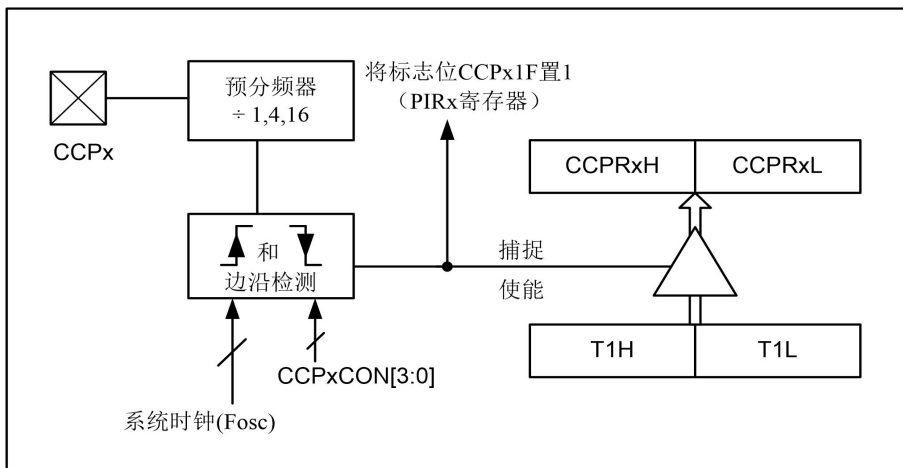 预分频器
÷ 1,4,16
CCPx
将标志位CCPx1F置1
（PIRx寄存器）
CCPRxH
CCPRxL
和
边沿检测
捕捉
使能
T1H
T1L
CCPxCON[3:0]
系统时钟(Fosc)